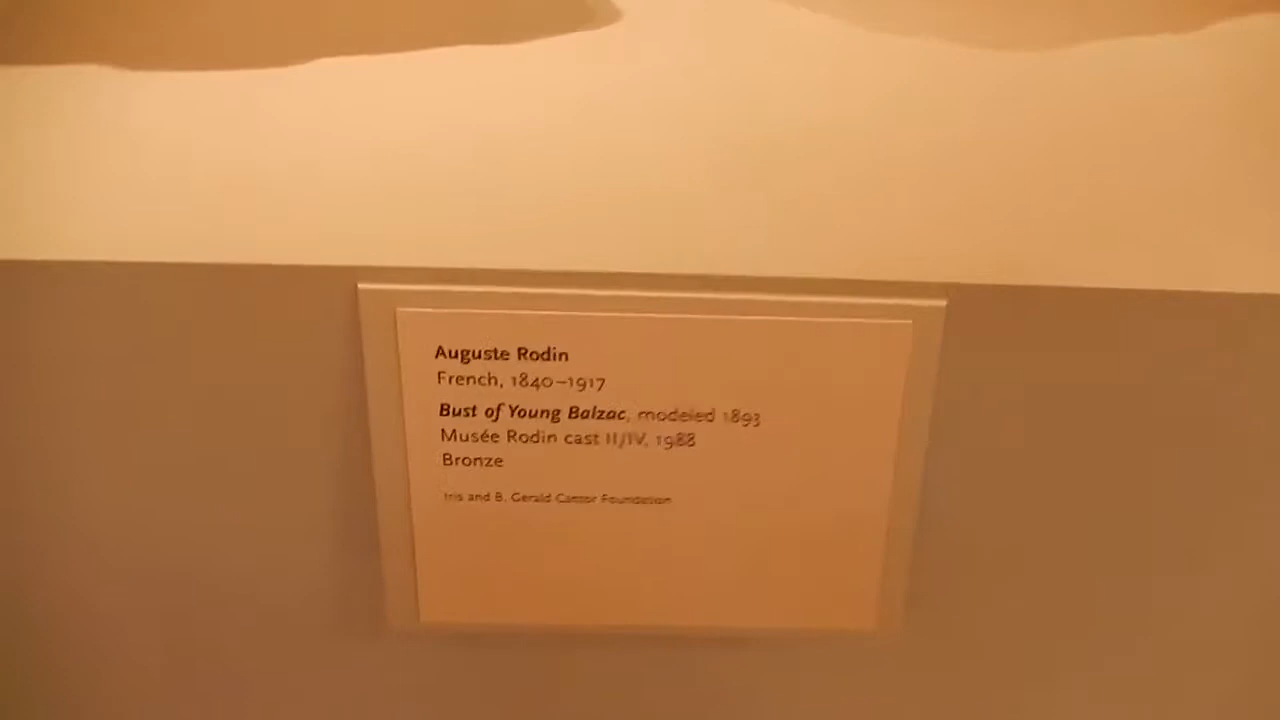 Auguste Rodin
French, 1840–1917
Bust of Young Balzac, modeled 1893
Musée Rodin cast II/IV, 1988
Bronze
Iris and B. Gerald Cantor Foundation